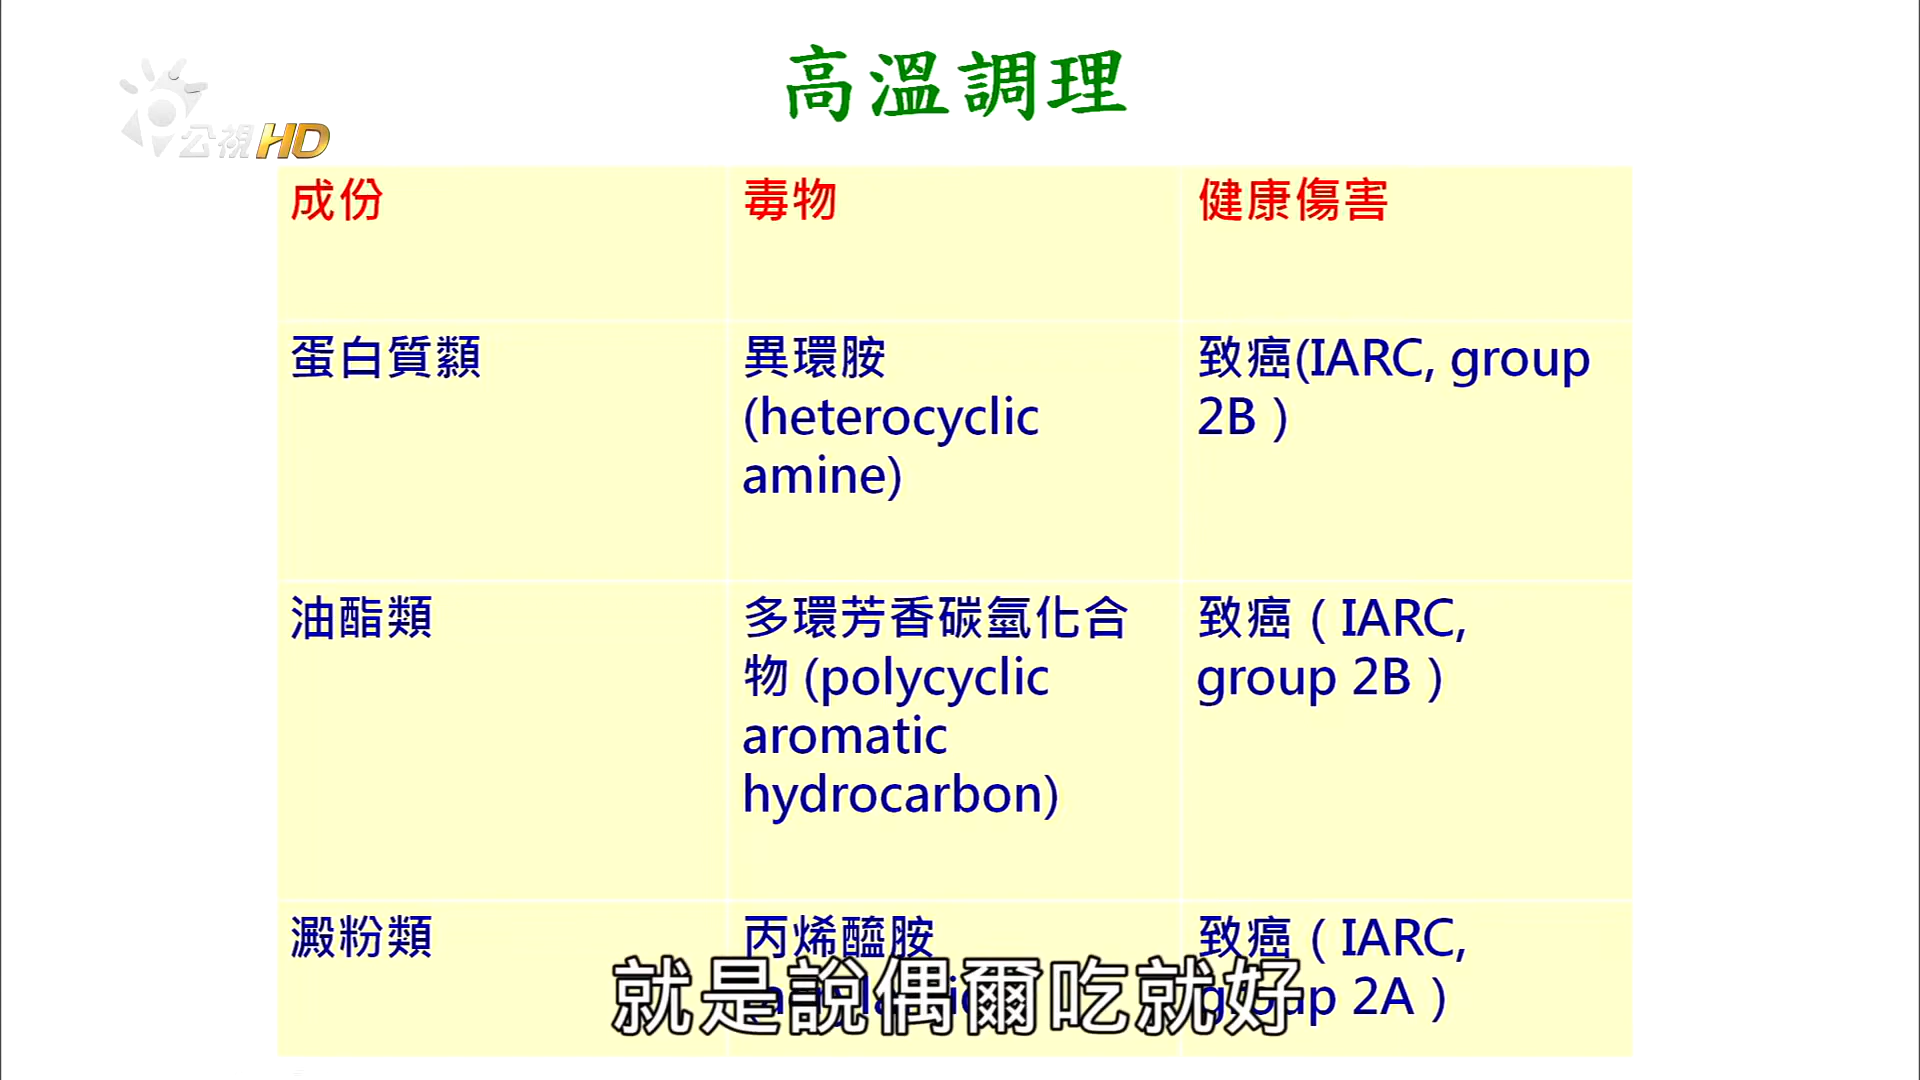 高溫調理
公視HD
成份
毒物
健康傷害
蛋白質纇
異環胺
(heterocyclic
amine)
致癌(IARC, group
2B )
油酯類
多環芳香碳氫化合
物 (polycyclic
aromatic
hydrocarbon)
致癌 ( IARC,
group 2B )
澱粉類
丙烯醯胺
致癌 ( IARC,
group 2A )
就是說偶爾吃就好